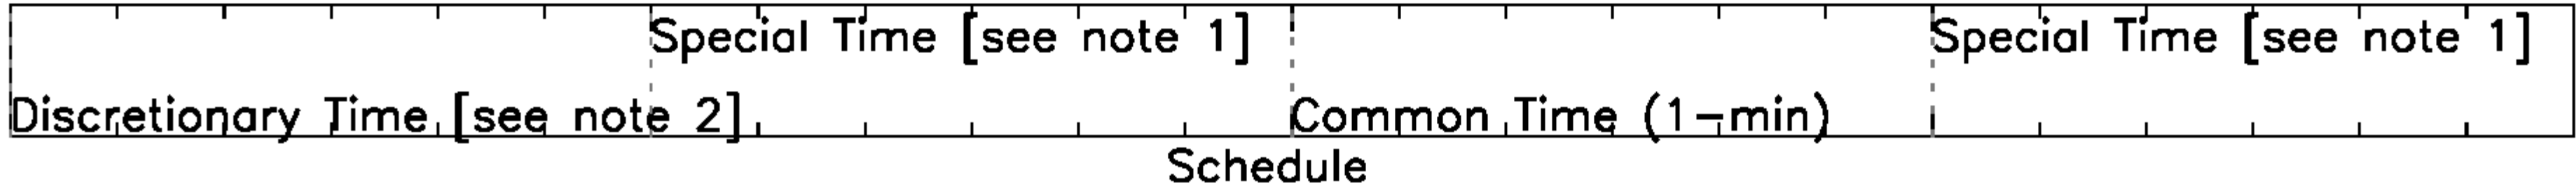 Special Time [see note 1]
Special Time [see note 1]
Discretionary Time [see note 2]
Common Time (1-min)
Schedule